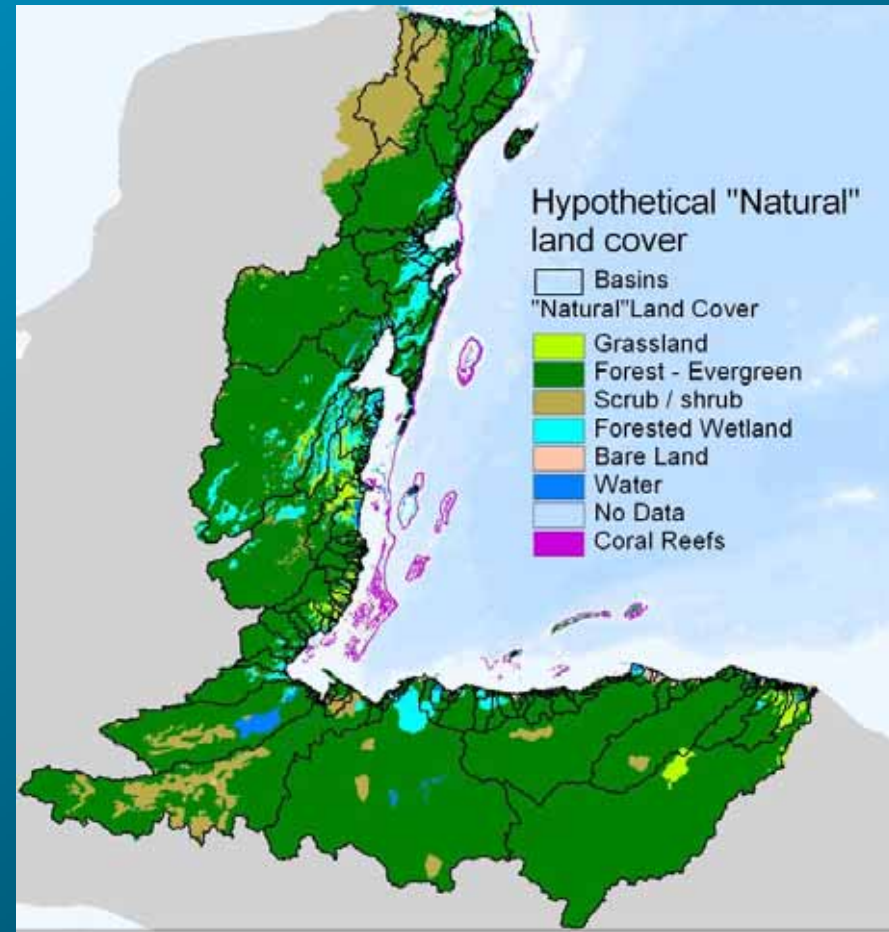 Hypothetical "Natural"
land cover
Basins
"Natural"Land Cover
Grassland
Forest - Evergreen
Scrub / shrub
Forested Wetland
Bare Land
Water
No Data
Coral Reefs